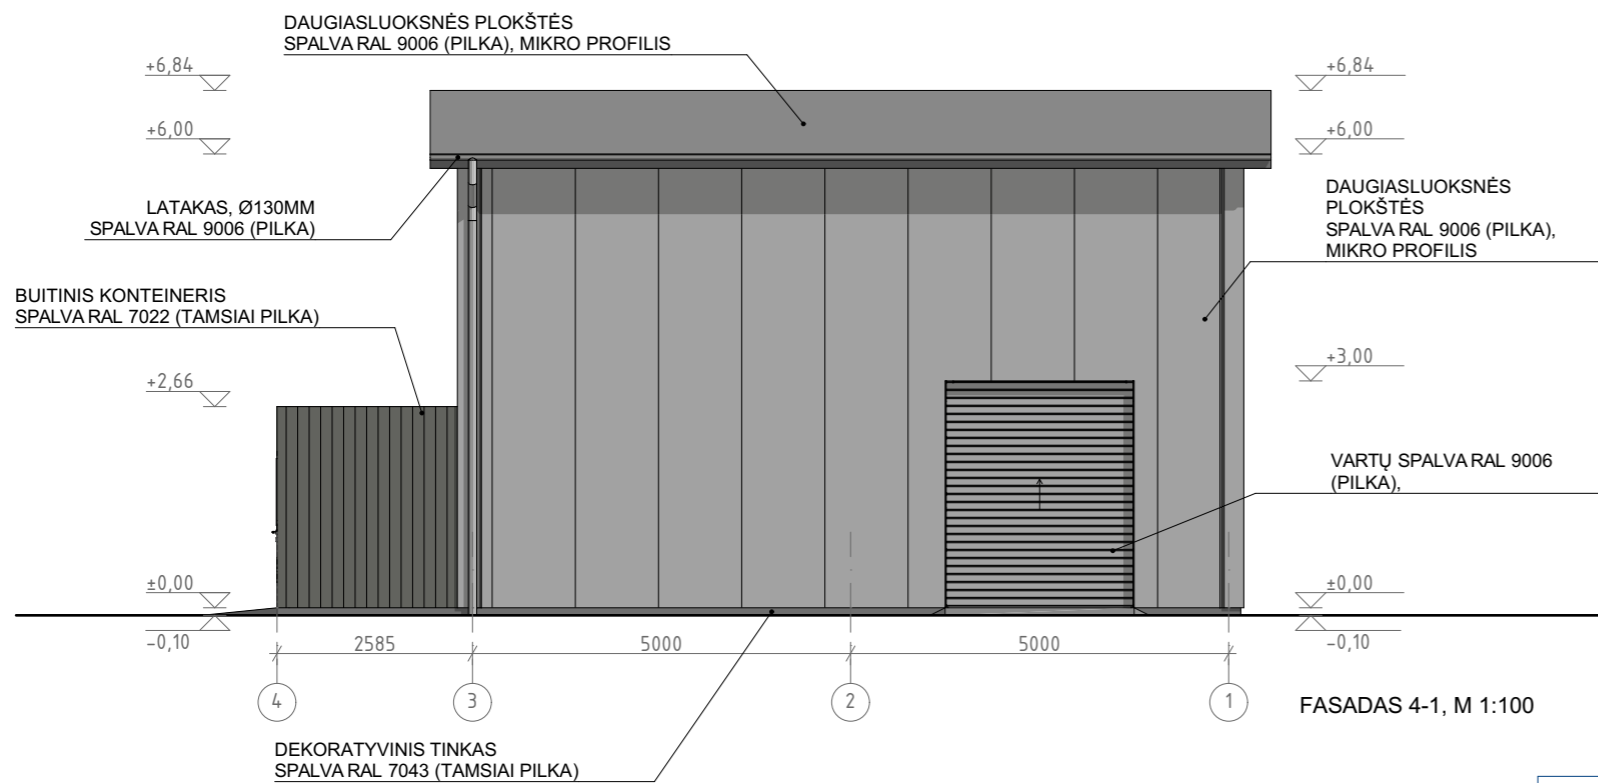 DAUGIASLUOKSNĖS PLOKŠTĖS
SPALVA RAL 9006 (PILKA), MIKRO PROFILIS
+6,84
+6,84
+6,00
+6,00
DAUGIASLUOKSNĖS
PLOKŠTĖS
SPALVA RAL 9006 (PILKA),
MIKRO PROFILIS
LATAKAS, Ø130MM
SPALVA RAL 9006 (PILKA)
BUITINIS KONTEINERIS
SPALVA RAL 7022 (TAMSIAI PILKA)
+3,00
+2,66
VARTŲ SPALVA RAL 9006
(PILKA),
±0,00
±0,00
-0,10
-0,10
2585
5000
5000
4
3
2
1
FASADAS 4-1, M 1:100
DEKORATYVINIS TINKAS
SPALVA RAL 7043 (TAMSIAI PILKA)